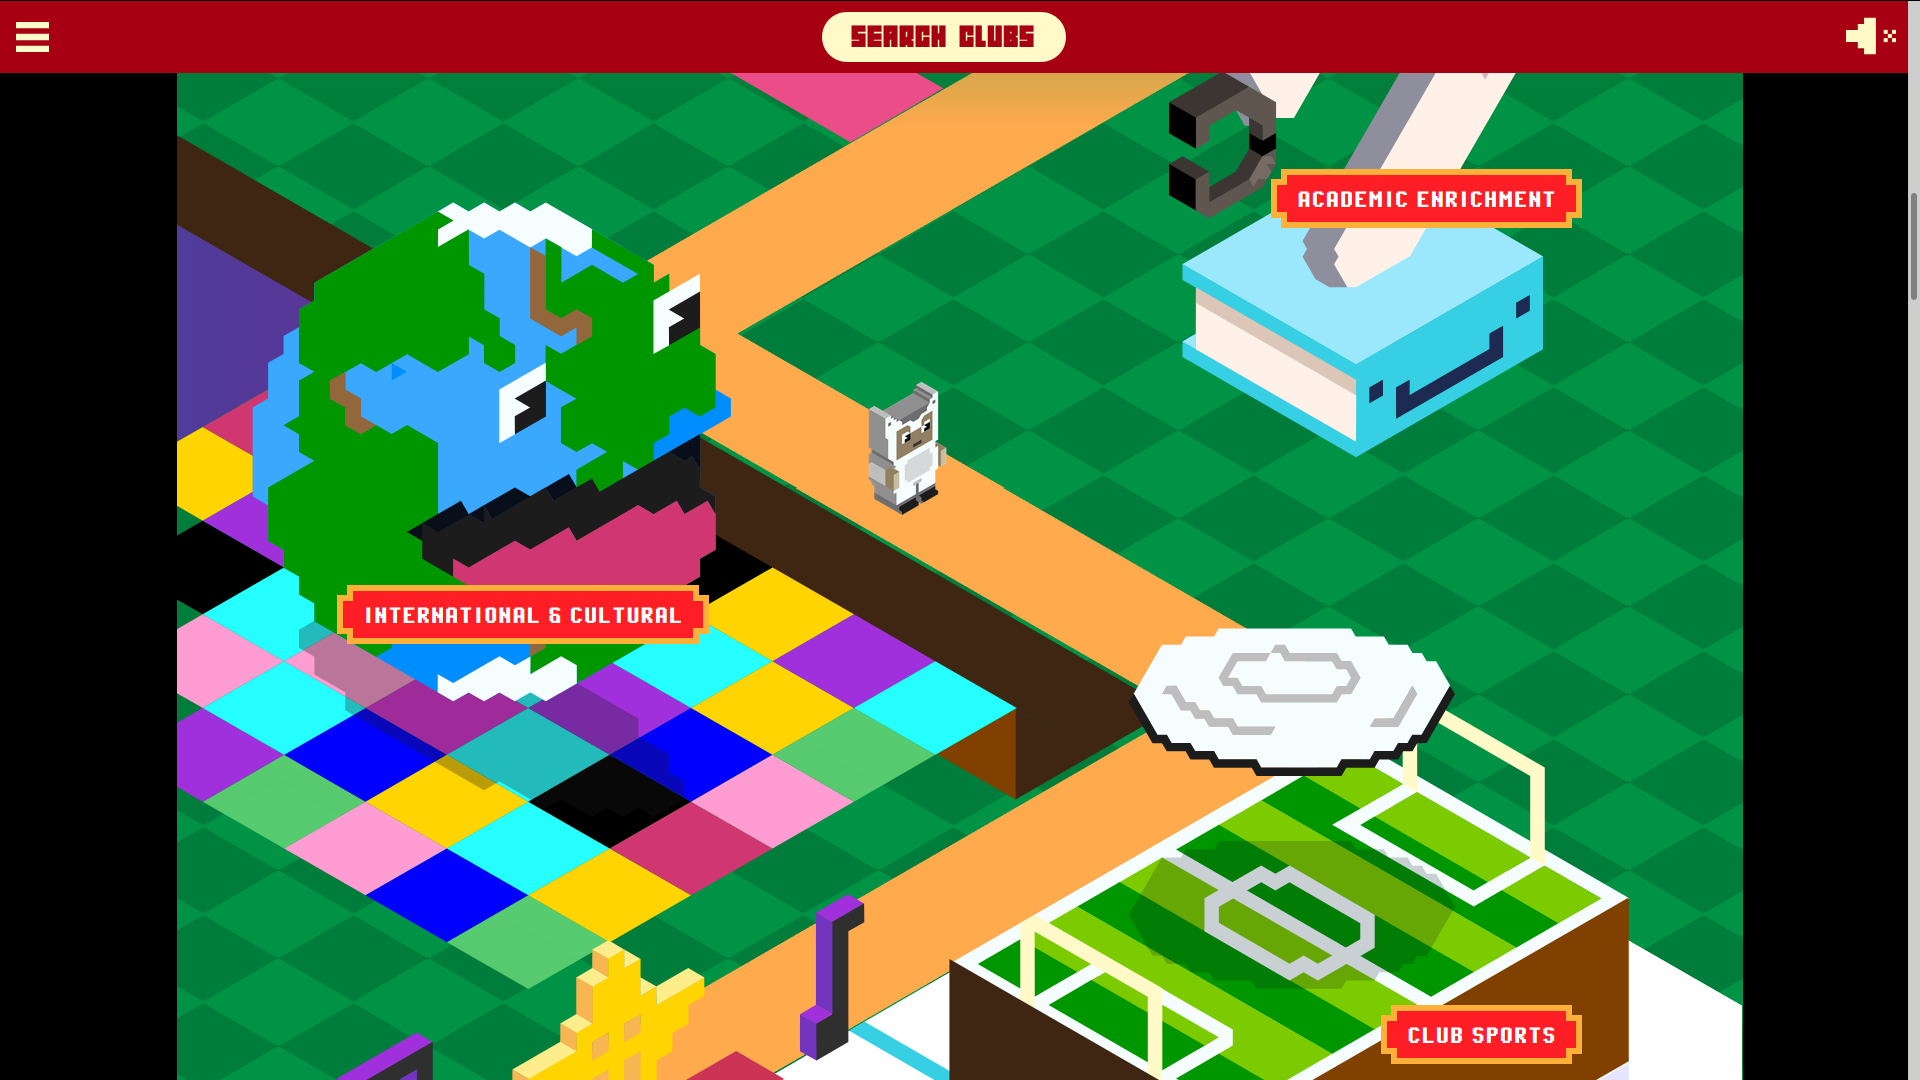 SEARCH CLUBS
ACADEMIC ENRICHMENT
INTERNATIONAL & CULTURAL
CLUB SPORTS